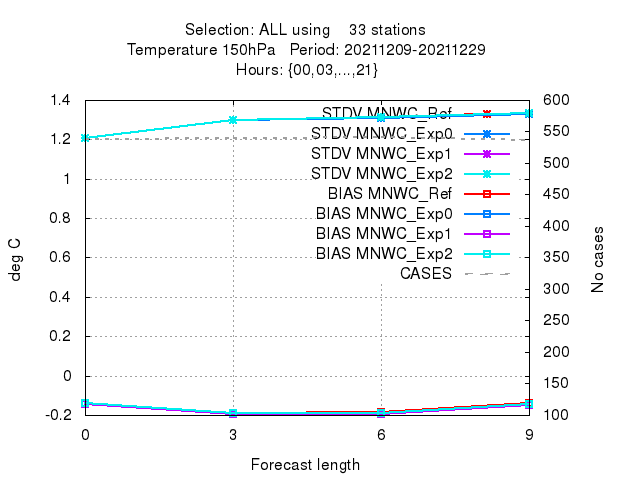 Selection: ALL using 33 stations
Temperature 150hPa Period: 20211209-20211229
Hours: {00,03,...,21}
1.4
1.2
1
0.8
0.6
0.4
0.2
0
-0.2
deg C
STDV MNWC_Ref
STDV MNWC_Exp0
STDV MNWC_Exp1
STDV MNWC_Exp2
BIAS MNWC_Ref
BIAS MNWC_Exp0
BIAS MNWC_Exp1
BIAS MNWC_Exp2
CASES
600
550
500
450
400
350
300
250
200
150
100
No cases
0 3 6 9
Forecast length